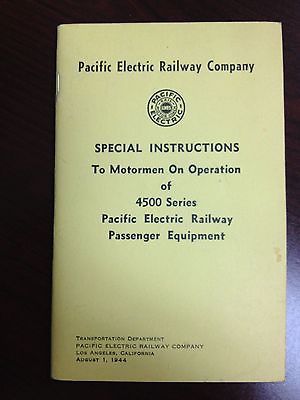 Pacific Electric Railway Company
PACIFIC
ELECTRIC
SPECIAL INSTRUCTIONS
To Motormen On Operation
of
4500 Series
Pacific Electric Railway
Passenger Equipment
TRANSPORTATION DEPARTMENT
PACIFIC ELECTRIC RAILWAY COMPANY
LOS ANGELES, CALIFORNIA
AUGUST 1, 1944